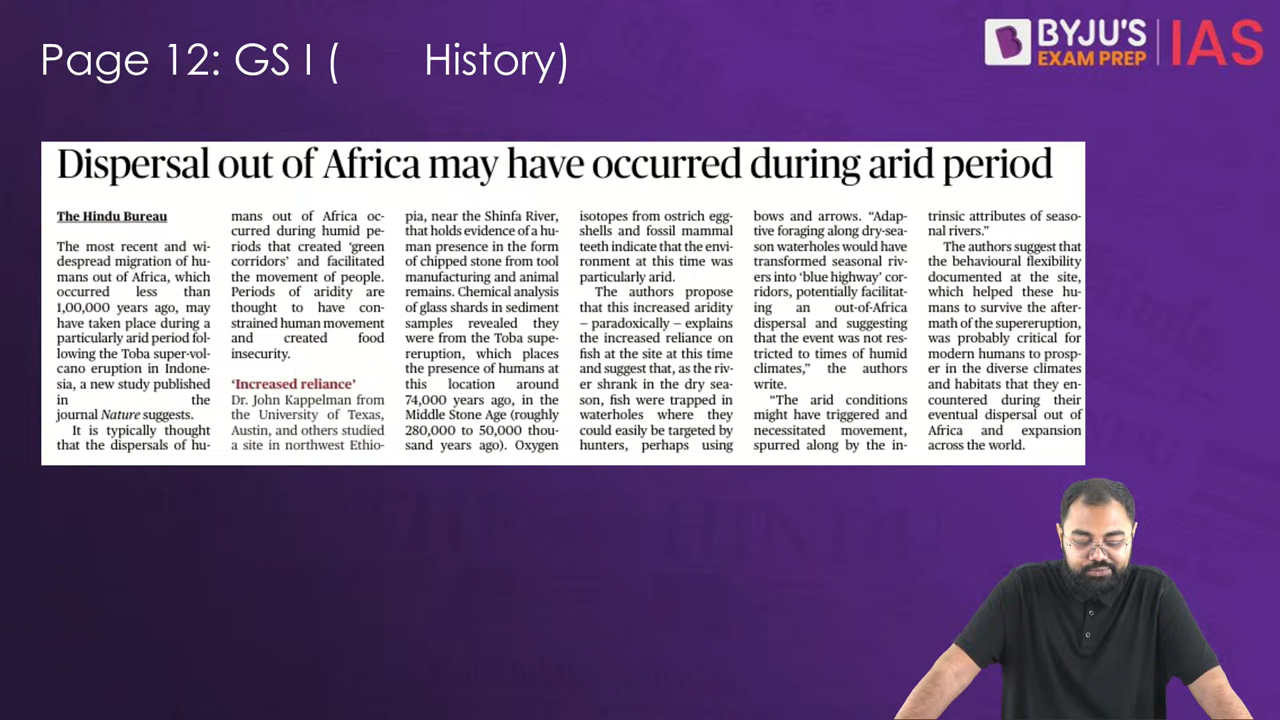 Page 12: GS I ( History)
BYJU'S
EXAM PREP
IAS
Dispersal out of Africa may have occurred during arid period
The Hindu Bureau
The most recent and wi-
despread migration of hu-
mans out of Africa, which
occurred less than
1,00,000 years ago, may
have taken place during a
particularly arid period fol-
lowing the Toba super-vol-
cano eruption in Indone-
sia, a new study published
in the
journal Nature suggests.
It is typically thought
that the dispersals of hu-
mans out of Africa oc-
curred during humid pe-
riods that created ‘green
corridors’ and facilitated
the movement of people.
Periods of aridity are
thought to have con-
strained human movement
and created food
insecurity.
‘Increased reliance’
Dr. John Kappelman from
the University of Texas,
Austin, and others studied
a site in northwest Ethio-
pia, near the Shinfa River,
that holds evidence of a hu-
man presence in the form
of chipped stone from tool
manufacturing and animal
remains. Chemical analysis
of glass shards in sediment
samples revealed they
were from the Toba supe-
reruption, which places
the presence of humans at
this location around
74,000 years ago, in the
Middle Stone Age (roughly
280,000 to 50,000 thou-
sand years ago). Oxygen
isotopes from ostrich egg-
shells and fossil mammal
teeth indicate that the envi-
ronment at this time was
particularly arid.
The authors propose
that this increased aridity
– paradoxically – explains
the increased reliance on
fish at the site at this time
and suggest that, as the riv-
er shrank in the dry sea-
son, fish were trapped in
waterholes where they
could easily be targeted by
hunters, perhaps using
bows and arrows. “Adap-
tive foraging along dry-sea-
son waterholes would have
transformed seasonal riv-
ers into ‘blue highway’ cor-
ridors, potentially facilitat-
ing an out-of-Africa
dispersal and suggesting
that the event was not res-
tricted to times of humid
climates,” the authors
write.
“The arid conditions
might have triggered and
necessitated movement,
spurred along by the in-
trinsic attributes of seaso-
nal rivers.”
The authors suggest that
the behavioural flexibility
documented at the site,
which helped these hu-
mans to survive the after-
math of the supereruption,
was probably critical for
modern humans to prosp-
er in the diverse climates
and habitats that they en-
countered during their
eventual dispersal out of
Africa and expansion
across the world.